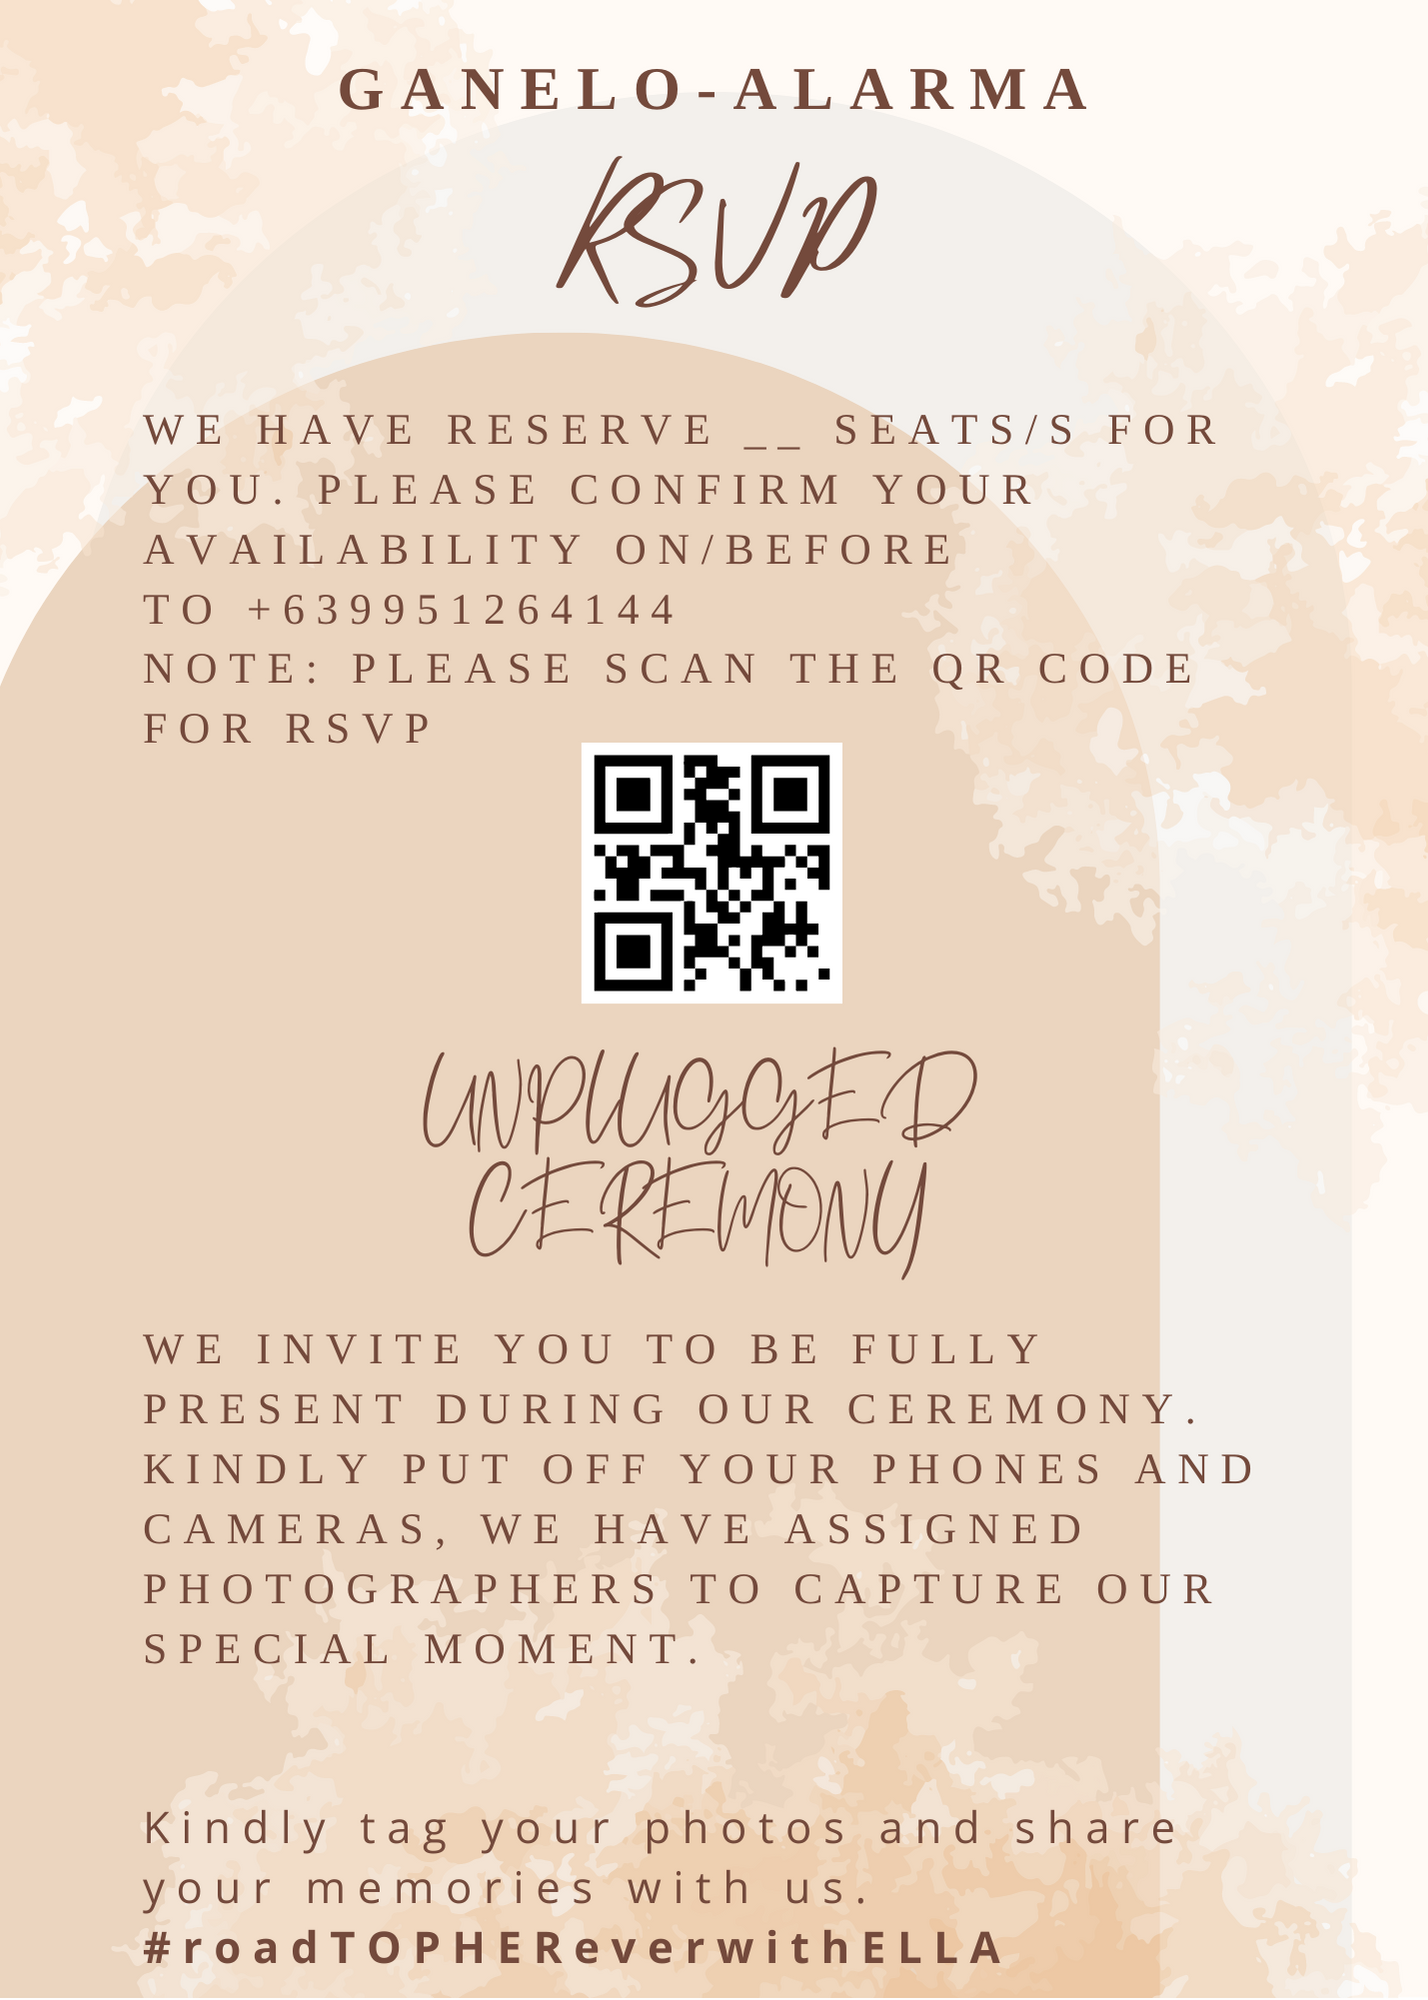 GANELO-ALARMA
RSVP
WE HAVE RESERVE __ SEATS/S FOR
YOU. PLEASE CONFIRM YOUR
AVAILABILITY ON/BEFORE
TO +639951264144
NOTE: PLEASE SCAN THE QR CODE
FOR RSVP
UNPLUGGED
CEREMONY
WE INVITE YOU TO BE FULLY
PRESENT DURING OUR CEREMONY.
KINDLY PUT OFF YOUR PHONES AND
CAMERAS, WE HAVE ASSIGNED
PHOTOGRAPHERS TO CAPTURE OUR
SPECIAL MOMENT.
Kindly tag your photos and share
your memories with us.
#roadTOPHEReverwithELLA